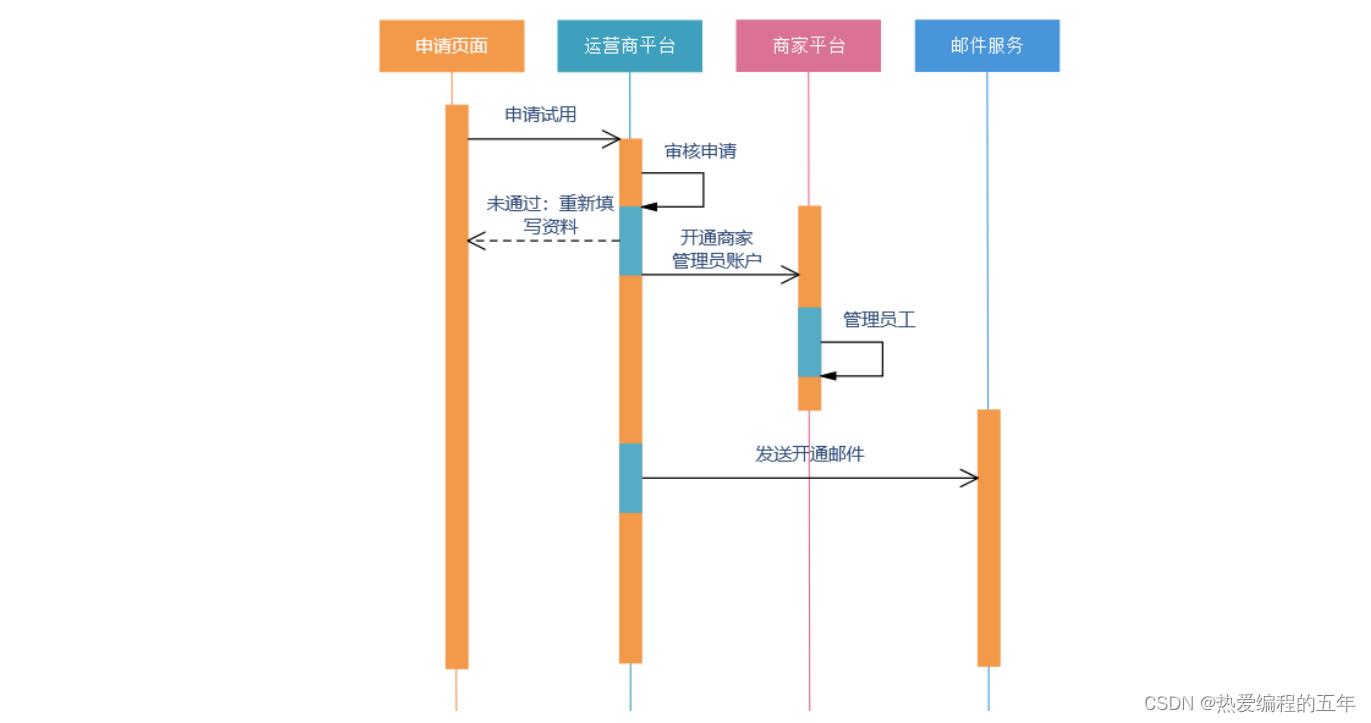 申请页面
运营商平台
商家平台
邮件服务
申请试用
审核申请
未通过：重新填
写资料
开通商家
管理员账户
管理员工
发送开通邮件
CSDN @热爱编程的五年